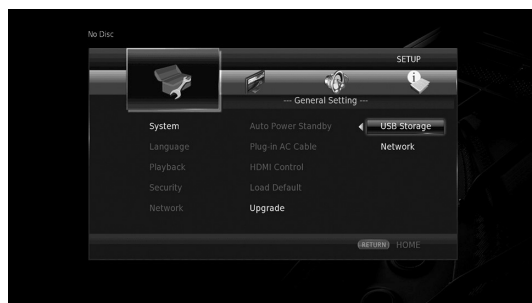 No Disc
SETUP
--- General Setting ---
System
Auto Power Standby
USB Storage
Language
Plug-in AC Cable
Network
Playback
HDMI Control
Security
Load Default
Network
Upgrade
RETURN HOME